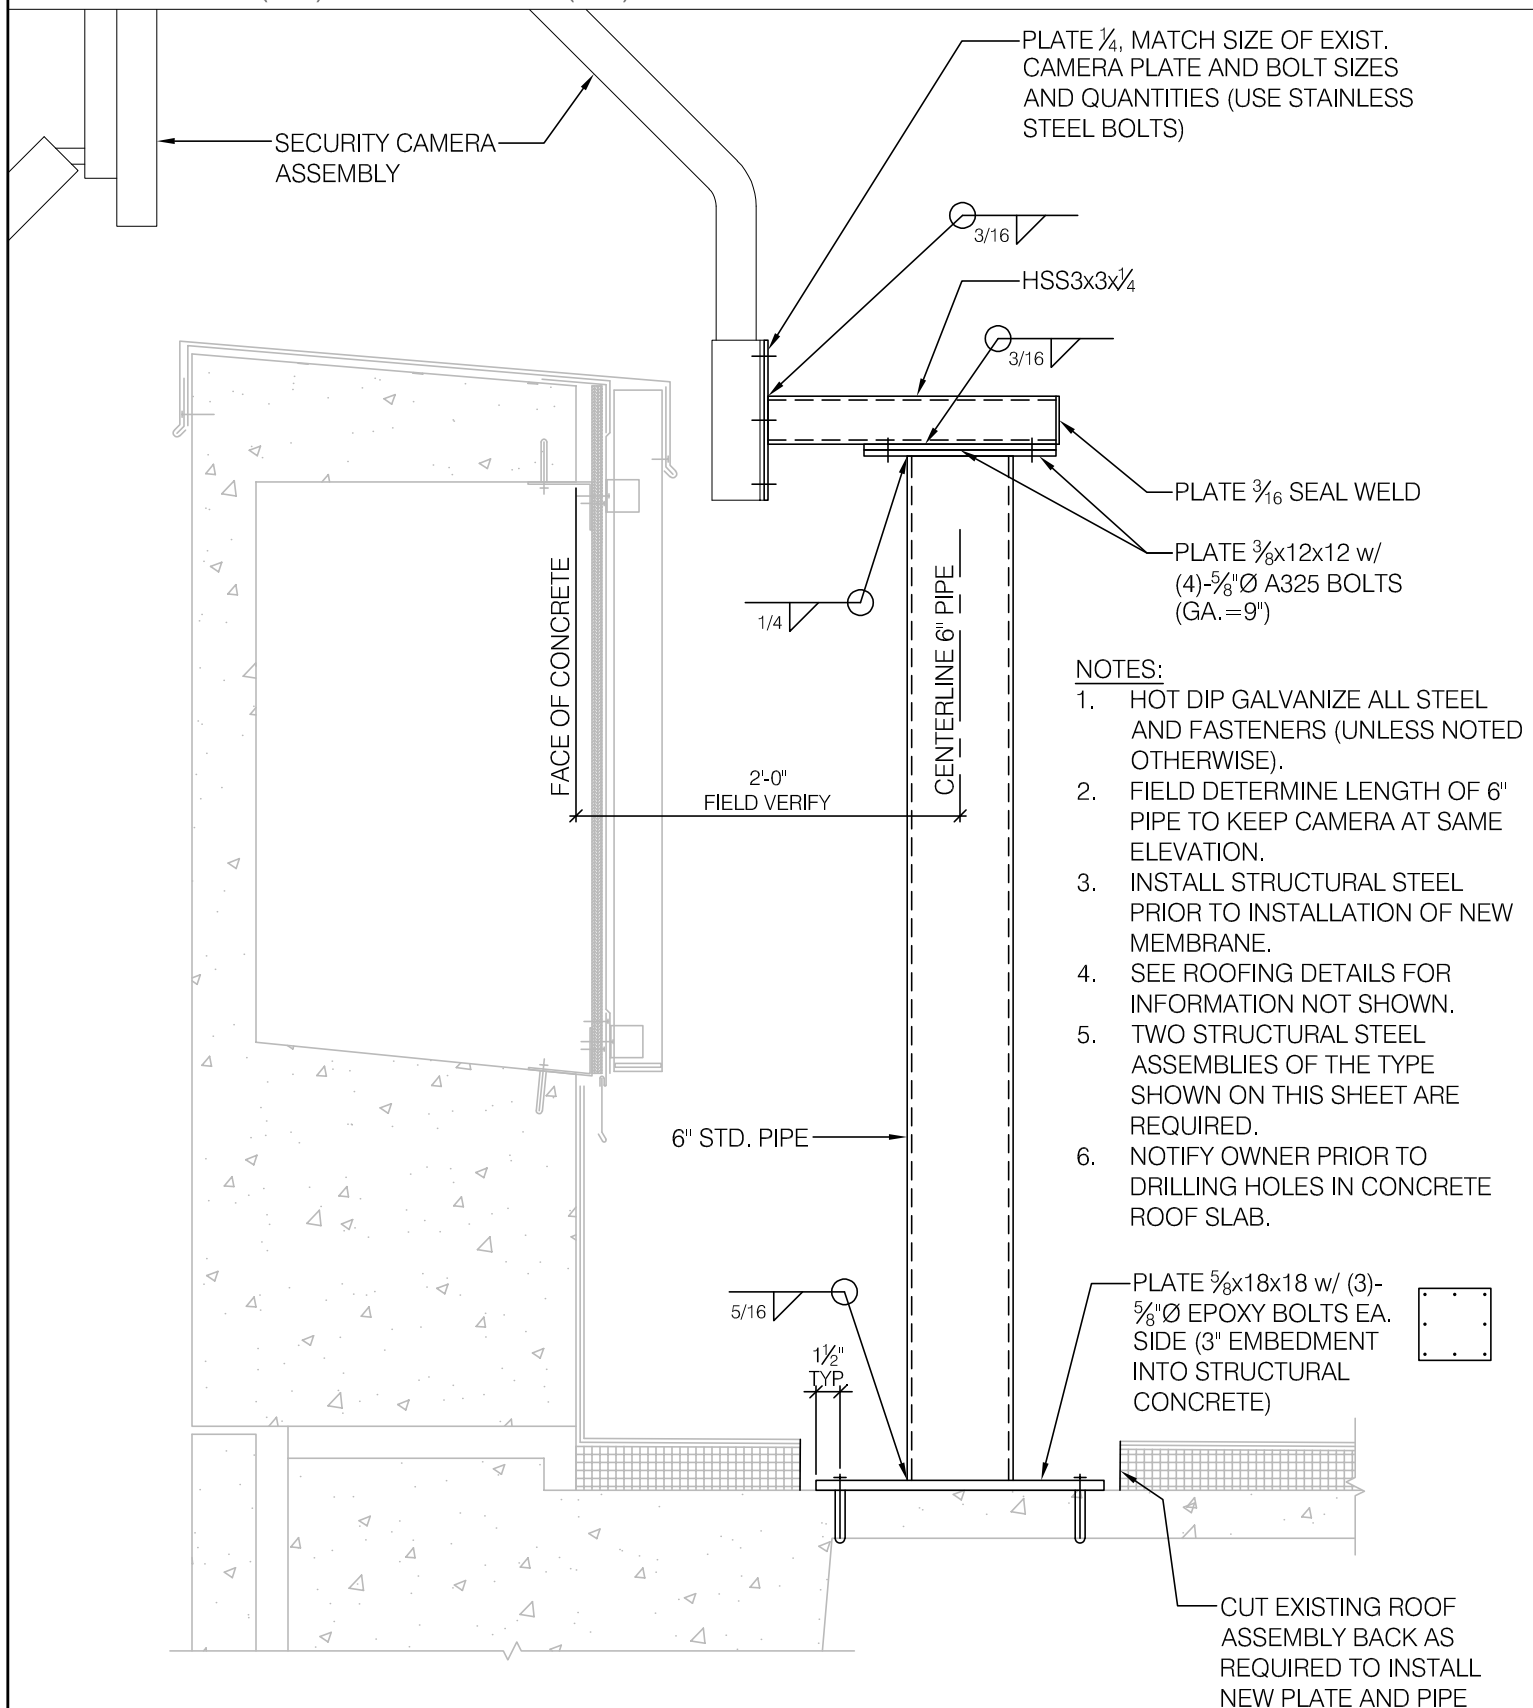 PLATE ¼, MATCH SIZE OF EXIST.
CAMERA PLATE AND BOLT SIZES
AND QUANTITIES (USE STAINLESS
STEEL BOLTS)
SECURITY CAMERA
ASSEMBLY
3/16
HSS3x3x¼
3/16
PLATE 3/16 SEAL WELD
PLATE ⅜x12x12 w/
(4)-⅝"Ø A325 BOLTS
(GA.=9")
1/4
FACE OF CONCRETE
CENTERLINE 6" PIPE
2'-0"
FIELD VERIFY
NOTES:
1. HOT DIP GALVANIZE ALL STEEL
AND FASTENERS (UNLESS NOTED
OTHERWISE).
2. FIELD DETERMINE LENGTH OF 6"
PIPE TO KEEP CAMERA AT SAME
ELEVATION.
3. INSTALL STRUCTURAL STEEL
PRIOR TO INSTALLATION OF NEW
MEMBRANE.
4. SEE ROOFING DETAILS FOR
INFORMATION NOT SHOWN.
5. TWO STRUCTURAL STEEL
ASSEMBLIES OF THE TYPE
SHOWN ON THIS SHEET ARE
REQUIRED.
6. NOTIFY OWNER PRIOR TO
DRILLING HOLES IN CONCRETE
ROOF SLAB.
6" STD. PIPE
5/16
1½"
TYP.
PLATE ⅝x18x18 w/ (3)-
⅝"Ø EPOXY BOLTS EA.
SIDE (3" EMBEDMENT
INTO STRUCTURAL
CONCRETE)
CUT EXISTING ROOF
ASSEMBLY BACK AS
REQUIRED TO INSTALL
NEW PLATE AND PIPE